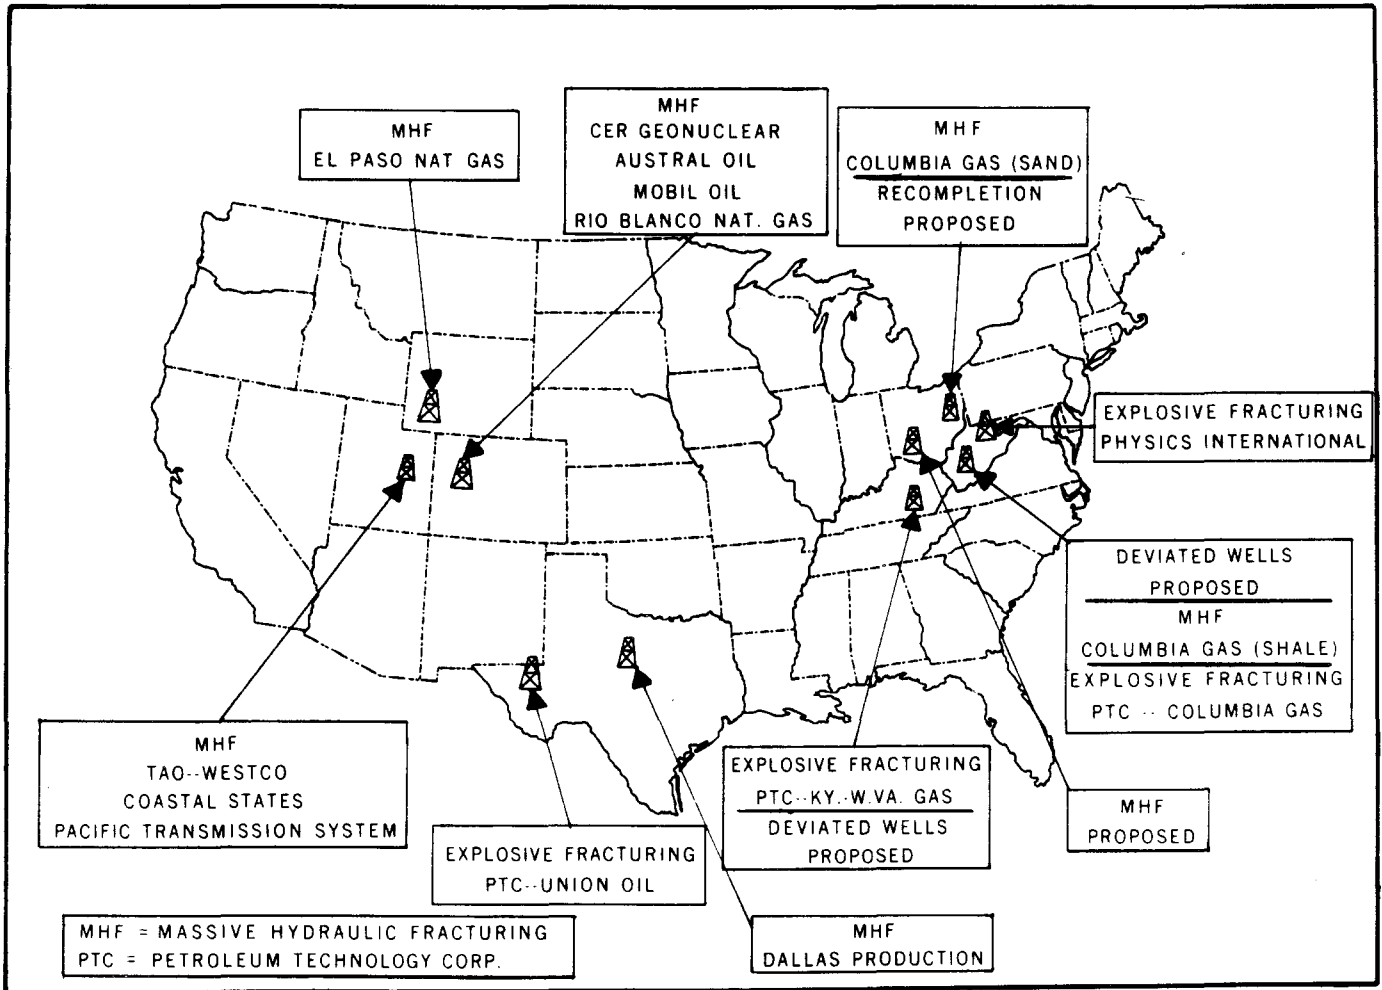 MHF
EL PASO NAT GAS
MHF
CER GEONUCLEAR
AUSTRAL OIL
MOBIL OIL
RIO BLANCO NAT. GAS
MHF
COLUMBIA GAS (SAND)
RECOMPLETION
PROPOSED
EXPLOSIVE FRACTURING
PHYSICS INTERNATIONAL
DEVIATED WELLS
PROPOSED
MHF
COLUMBIA GAS (SHALE)
EXPLOSIVE FRACTURING
PTC -- COLUMBIA GAS
MHF
TAO--WESTCO
COASTAL STATES
PACIFIC TRANSMISSION SYSTEM
EXPLOSIVE FRACTURING
PTC--UNION OIL
EXPLOSIVE FRACTURING
PTC--KY.-W.VA. GAS
DEVIATED WELLS
PROPOSED
MHF
PROPOSED
MHF
DALLAS PRODUCTION
MHF = MASSIVE HYDRAULIC FRACTURING
PTC = PETROLEUM TECHNOLOGY CORP.